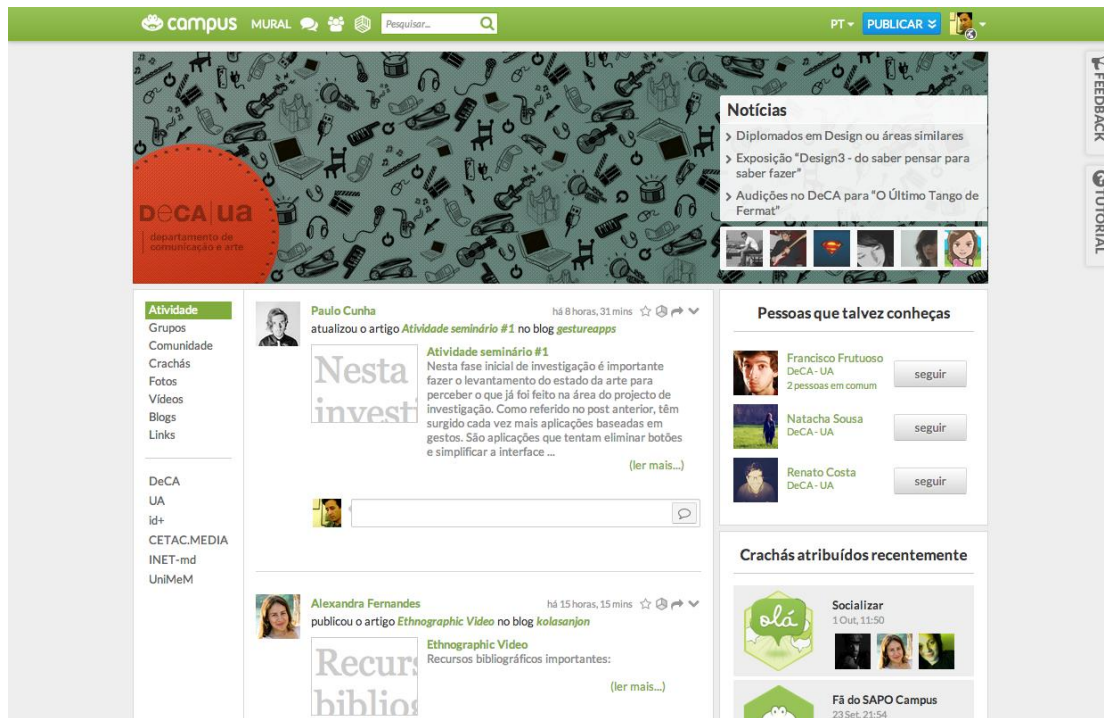 campus MURAL Pesquisar... PT PUBLICAR
FEEDBACK
TUTORIAL
DeCA|ua
departamento de
comunicação e arte
Notícias
Diplomados em Design ou áreas similares
Exposição "Design3 - do saber pensar para
saber fazer"
Audições no DeCA para "O Último Tango de
Fermat"
Atividade
Grupos
Comunidade
Crachás
Fotos
Vídeos
Blogs
Links
DeCA
UA
id+
CETAC.MEDIA
INET-md
UniMeM
Paulo Cunha há 8 horas, 31 mins
atualizou o artigo Atividade seminário #1 no blog gestureapps
Nesta
investi
Atividade seminário #1
Nesta fase inicial de investigação é importante
fazer o levantamento do estado da arte para
perceber o que já foi feito na área do projecto de
investigação. Como referido no post anterior, têm
surgido cada vez mais aplicações baseadas em
gestos. São aplicações que tentam eliminar botões
e simplificar a interface ...
(ler mais...)
Alexandra Fernandes há 15 horas, 15 mins
publicou o artigo Ethnographic Video no blog kolasanjon
Recurs
bibliog
Ethnographic Video
Recursos bibliográficos importantes:
(ler mais...)
Pessoas que talvez conheças
Francisco Frutuoso
DeCA - UA
2 pessoas em comum
seguir
Natacha Sousa
DeCA - UA
seguir
Renato Costa
DeCA - UA
seguir
Crachás atribuídos recentemente
olá
Socializar
1 Out, 11:50
Fã do SAPO Campus
23 Set, 21:54